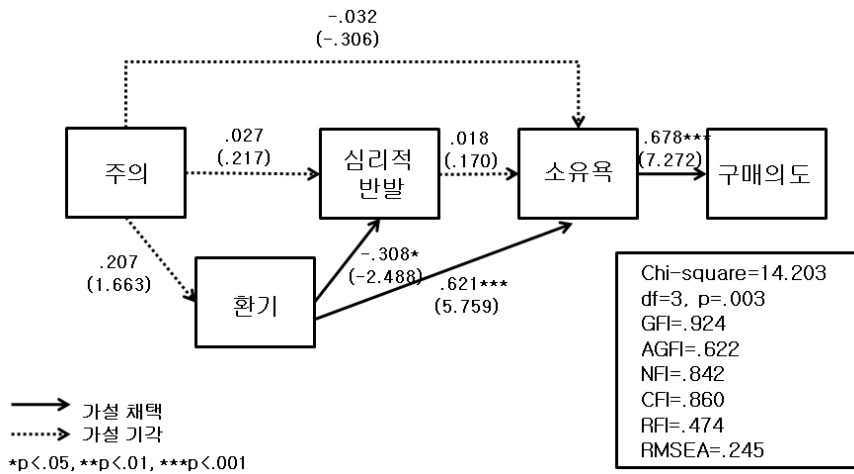 -.032
(-.306)
주의
.027
(.217)
심리적
반발
.018
(.170)
소유욕
.678***
(7.272)
구매의도
.207
(1.663)
환기
-.308*
(-2.488)
.621***
(5.759)
Chi-square=14.203
df=3, p=.003
GFI=.924
AGFI=.622
NFI=.842
CFI=.860
RFI=.474
RMSEA=.245
가설 채택
가설 기각
*p<.05, **p<.01, ***p<.001